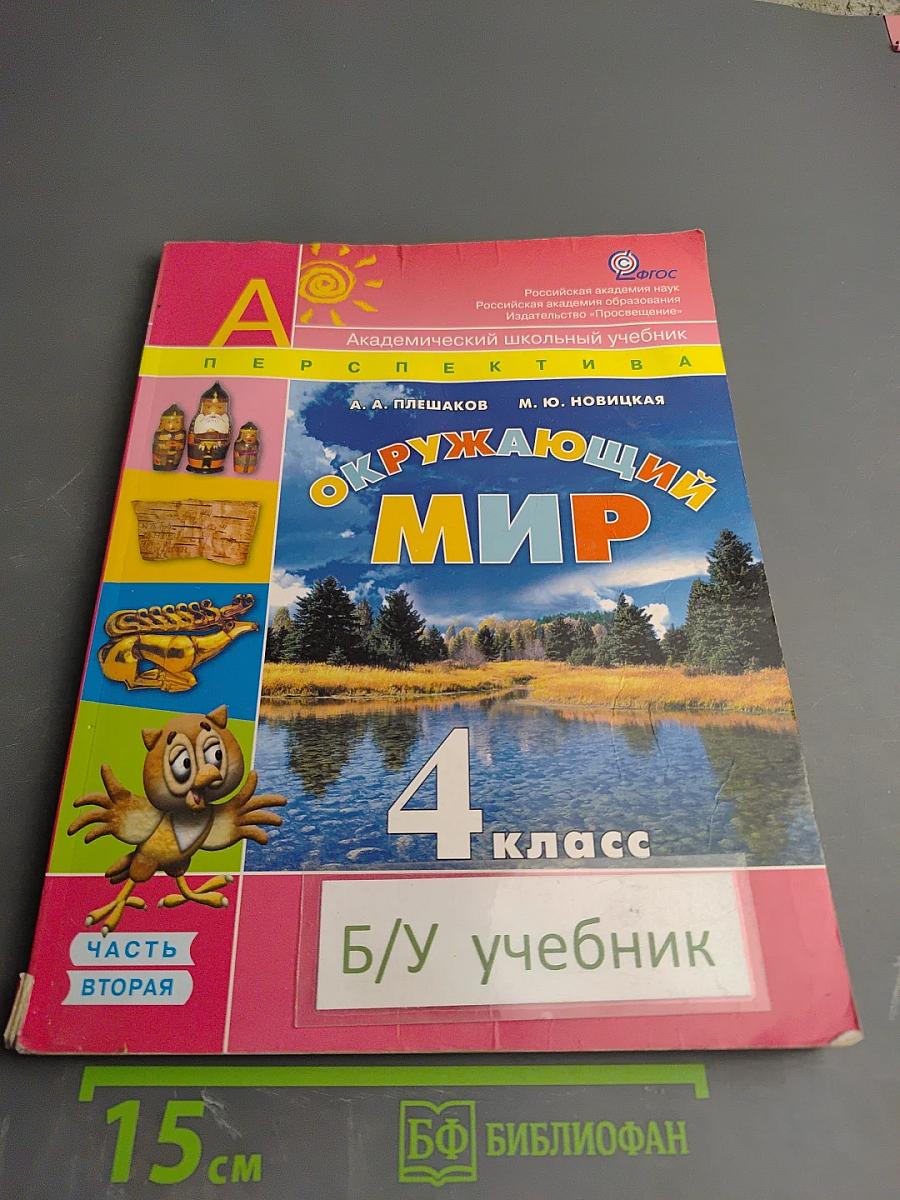 ФГОС
Российская академия наук
Российская академия образования
Издательство «Просвещение»
А
Академический школьный учебник
ПЕРСПЕКТИВА
А. А. ПЛЕШАКОВ М. Ю. НОВИЦКАЯ
ОКРУЖАЮЩИЙ
МИР
4 класс
Б/У учебник
ЧАСТЬ
ВТОРАЯ
15 см
БФ БИБЛИОФАН